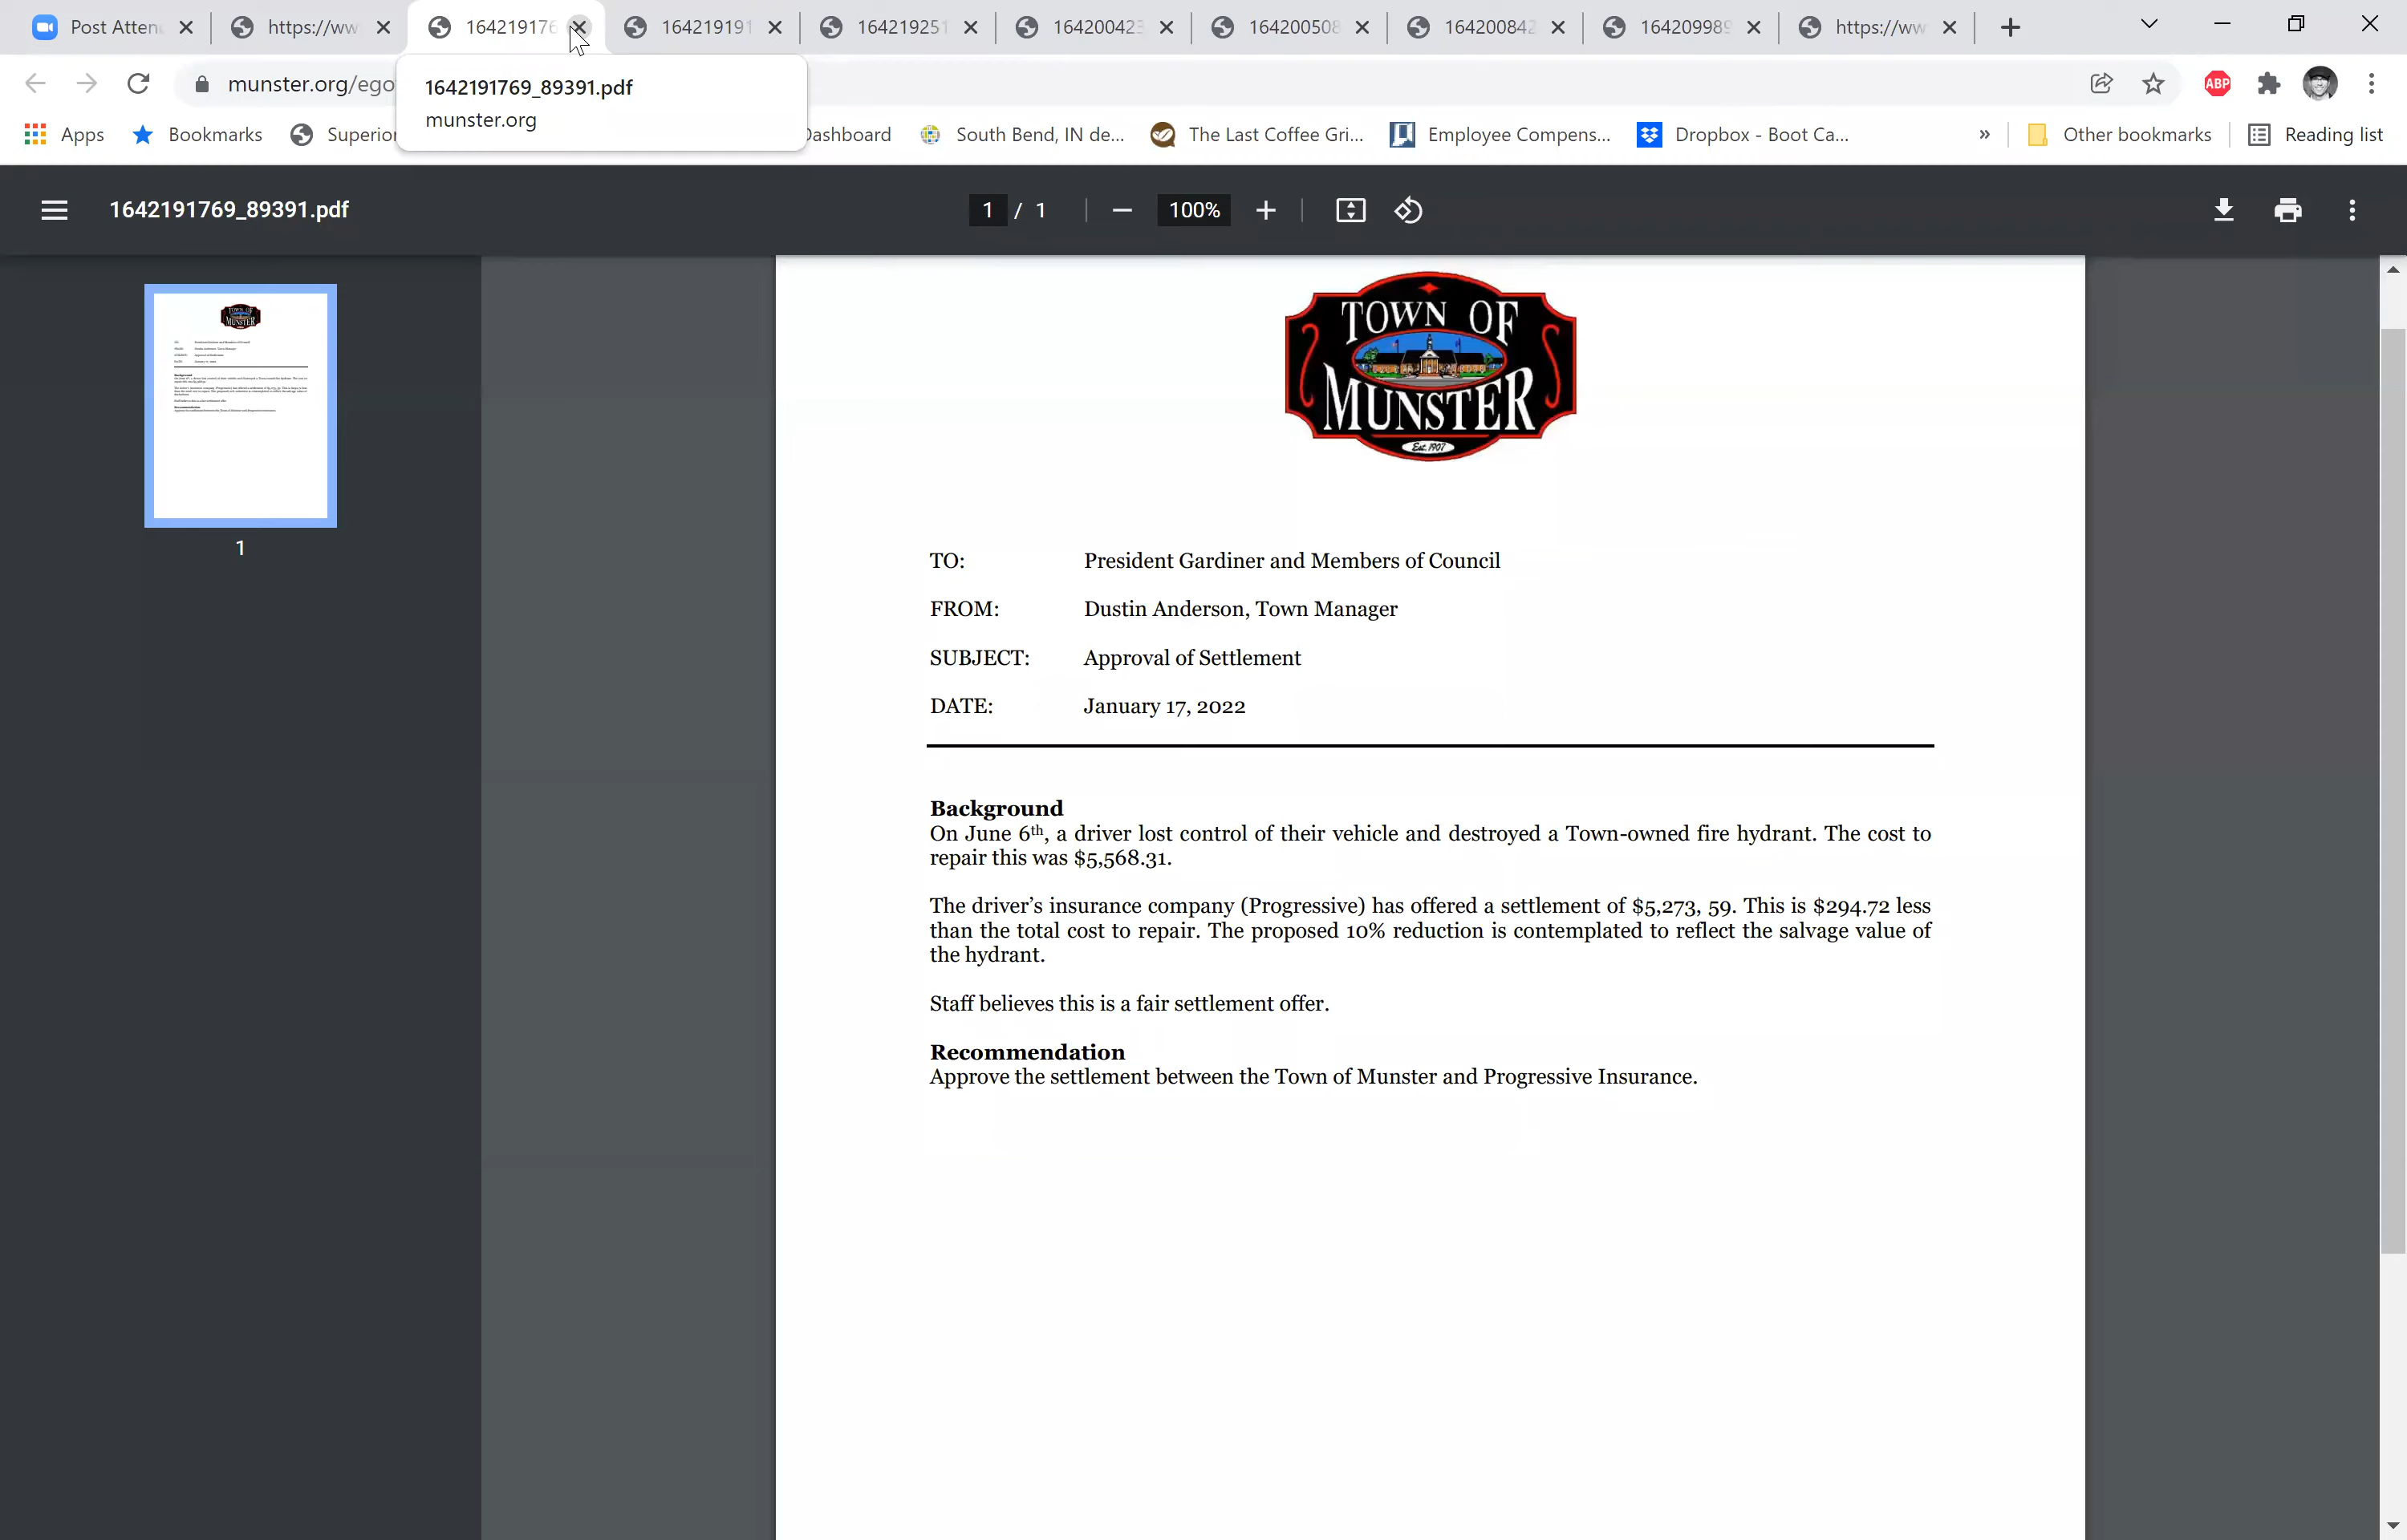 Post Atten
https://ww
164219176
164219191
164219251
164200423
164200508
164200842
164209989
https://ww
munster.org/ego
1642191769_89391.pdf
munster.org
ABP
Apps
Bookmarks
Superior
Dashboard
South Bend, IN de...
The Last Coffee Gri...
Employee Compens...
Dropbox - Boot Ca...
»
Other bookmarks
Reading list
1642191769_89391.pdf
1 / 1
100%
1
TOWN OF
MUNSTER
Est. 1907
TO: President Gardiner and Members of Council
FROM: Dustin Anderson, Town Manager
SUBJECT: Approval of Settlement
DATE: January 17, 2022
Background
On June 6th, a driver lost control of their vehicle and destroyed a Town-owned fire hydrant. The cost to
repair this was $5,568.31.
The driver’s insurance company (Progressive) has offered a settlement of $5,273, 59. This is $294.72 less
than the total cost to repair. The proposed 10% reduction is contemplated to reflect the salvage value of
the hydrant.
Staff believes this is a fair settlement offer.
Recommendation
Approve the settlement between the Town of Munster and Progressive Insurance.